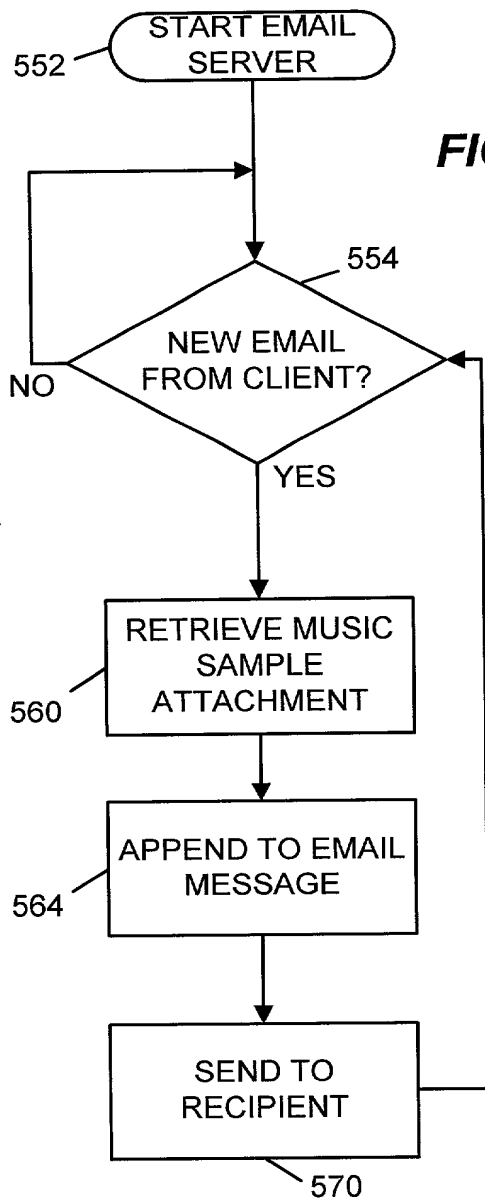 START EMAIL
SERVER
552
554
NEW EMAIL
FROM CLIENT?
NO
YES
RETRIEVE MUSIC
SAMPLE
ATTACHMENT
560
APPEND TO EMAIL
MESSAGE
564
SEND TO
RECIPIENT
570